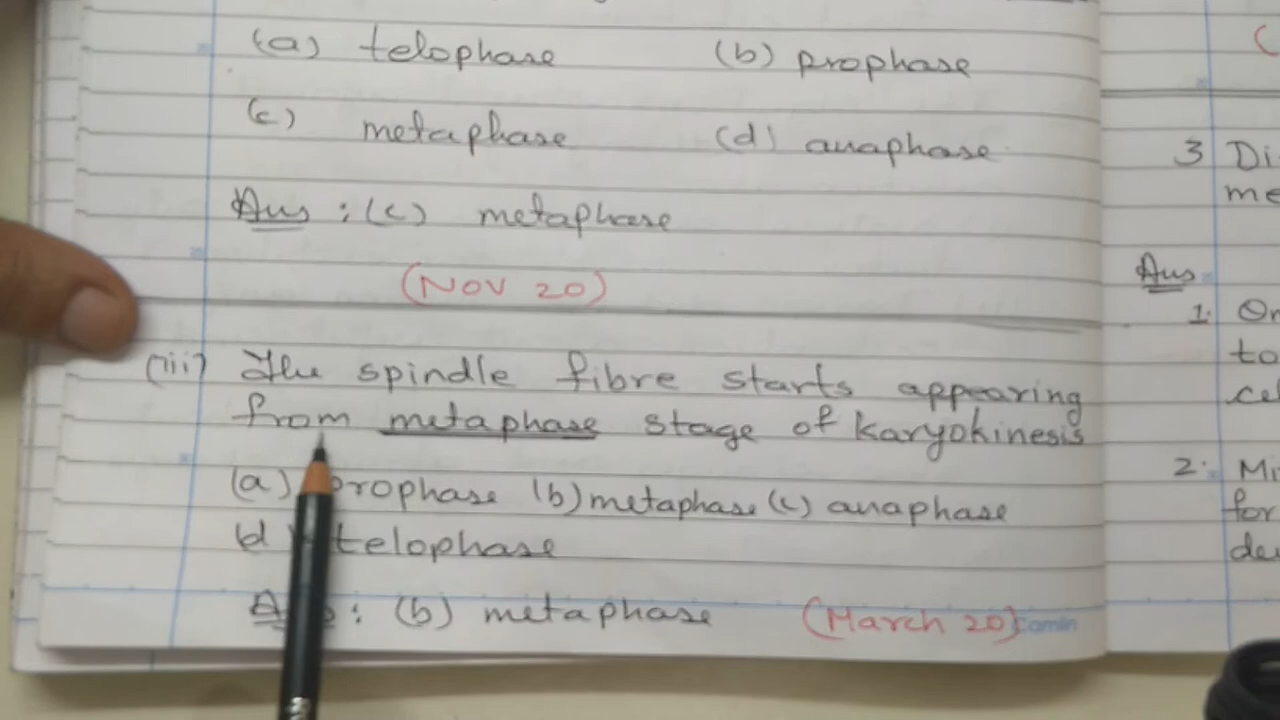 (a) telophase (b) prophase
(c) metaphase (d) anaphase
Ans : (c) metaphase
(Nov 20)
(iii) The spindle fibre starts appearing
from metaphase stage of karyokinesis
(a) prophase (b) metaphase (c) anaphase
d telophase
Ans : (b) metaphase (March 20)
3 Di
me
Ans
1. On
to
cel
2. Mi
for
de